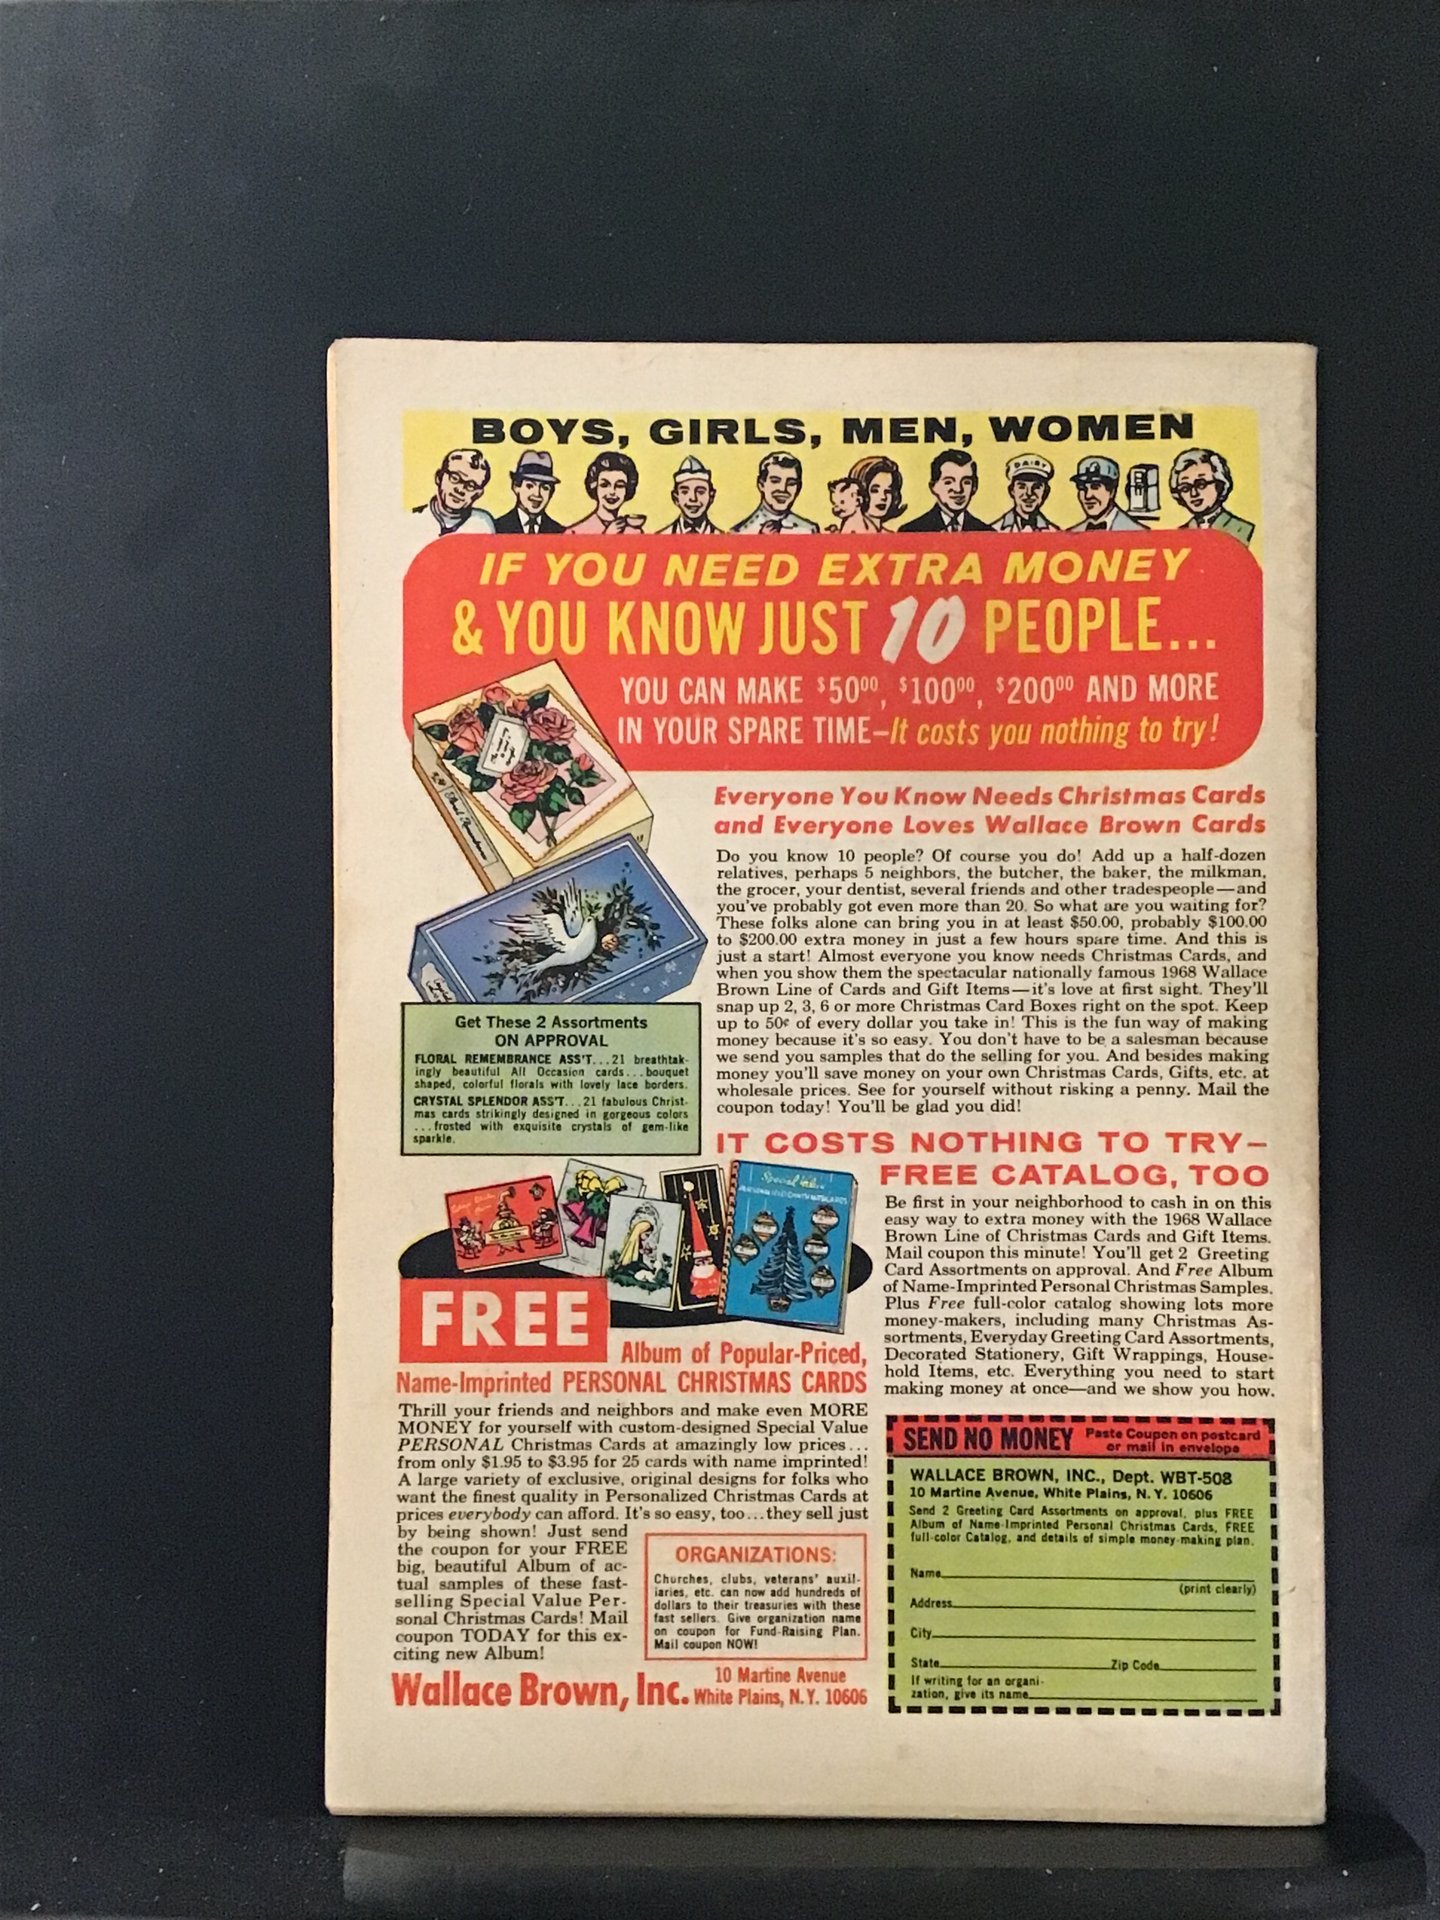 BOYS, GIRLS, MEN, WOMEN
DAIRY
IF YOU NEED EXTRA MONEY
& YOU KNOW JUST 10 PEOPLE...
YOU CAN MAKE $50⁰⁰, $100⁰⁰, $200⁰⁰ AND MORE
IN YOUR SPARE TIME–It costs you nothing to try!
Everyone You Know Needs Christmas Cards
and Everyone Loves Wallace Brown Cards
Do you know 10 people? Of course you do! Add up a half-dozen
relatives, perhaps 5 neighbors, the butcher, the baker, the milkman,
the grocer, your dentist, several friends and other tradespeople—and
you've probably got even more than 20. So what are you waiting for?
These folks alone can bring you in at least $50.00, probably $100.00
to $200.00 extra money in just a few hours spare time. And this is
just a start! Almost everyone you know needs Christmas Cards, and
when you show them the spectacular nationally famous 1968 Wallace
Brown Line of Cards and Gift Items—it's love at first sight. They'll
snap up 2, 3, 6 or more Christmas Card Boxes right on the spot. Keep
up to 50¢ of every dollar you take in! This is the fun way of making
money because it's so easy. You don't have to be a salesman because
we send you samples that do the selling for you. And besides making
money you'll save money on your own Christmas Cards, Gifts, etc. at
wholesale prices. See for yourself without risking a penny. Mail the
coupon today! You'll be glad you did!
Get These 2 Assortments
ON APPROVAL
FLORAL REMEMBRANCE ASS'T...21 breathtak-
ingly beautiful All Occasion cards...bouquet
shaped, colorful florals with lovely lace borders.
CRYSTAL SPLENDOR ASS'T...21 fabulous Christ-
mas cards strikingly designed in gorgeous colors
...frosted with exquisite crystals of gem-like
sparkle.
IT COSTS NOTHING TO TRY–
FREE CATALOG, TOO
Be first in your neighborhood to cash in on this
easy way to extra money with the 1968 Wallace
Brown Line of Christmas Cards and Gift Items.
Mail coupon this minute! You'll get 2 Greeting
Card Assortments on approval. And Free Album
of Name-Imprinted Personal Christmas Samples.
Plus Free full-color catalog showing lots more
money-makers, including many Christmas As-
sortments, Everyday Greeting Card Assortments,
Decorated Stationery, Gift Wrappings, House-
hold Items, etc. Everything you need to start
making money at once—and we show you how.
Special Value
PERSONAL CHRISTMAS CARDS
FREE
Album of Popular-Priced,
Name-Imprinted PERSONAL CHRISTMAS CARDS
Thrill your friends and neighbors and make even MORE
MONEY for yourself with custom-designed Special Value
PERSONAL Christmas Cards at amazingly low prices...
from only $1.95 to $3.95 for 25 cards with name imprinted!
A large variety of exclusive, original designs for folks who
want the finest quality in Personalized Christmas Cards at
prices everybody can afford. It's so easy, too...they sell just
by being shown! Just send
the coupon for your FREE
big, beautiful Album of ac-
tual samples of these fast-
selling Special Value Per-
sonal Christmas Cards! Mail
coupon TODAY for this ex-
citing new Album!
ORGANIZATIONS:
Churches, clubs, veterans' auxil-
iaries, etc. can now add hundreds of
dollars to their treasuries with these
fast sellers. Give organization name
on coupon for Fund-Raising Plan.
Mail coupon NOW!
Wallace Brown, Inc. 10 Martine Avenue
White Plains, N.Y. 10606
SEND NO MONEY Paste Coupon on postcard
or mail in envelope
WALLACE BROWN, INC., Dept. WBT-508
10 Martine Avenue, White Plains, N.Y. 10606
Send 2 Greeting Card Assortments on approval, plus FREE
Album of Name-Imprinted Personal Christmas Cards, FREE
full-color Catalog, and details of simple money-making plan.
Name
(print clearly)
Address
City
State Zip Code
If writing for an organi-
zation, give its name